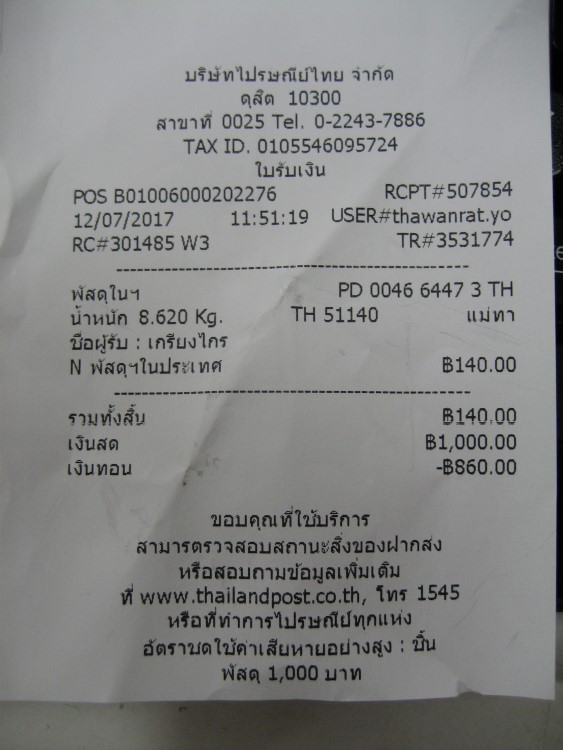 บริษัทไปรษณีย์ไทย จำกัด
ดุสิต 10300
สาขาที่ 0025 Tel. 0-2243-7886
TAX ID. 0105546095724
ใบรับเงิน
POS B01006000202276 RCPT#507854
12/07/2017 11:51:19 USER#thawanrat.yo
RC#301485 W3 TR#3531774
พัสดุในฯ PD 0046 6447 3 TH
น้ำหนัก 8.620 Kg. TH 51140 แม่ทา
ชื่อผู้รับ : เกรียงไกร
N พัสดุฯในประเทศ ฿140.00
รวมทั้งสิ้น ฿140.00
เงินสด ฿1,000.00
เงินทอน -฿860.00
ขอบคุณที่ใช้บริการ
สามารตรวจสอบสถานะสิ่งของฝากส่ง
หรือสอบถามข้อมูลเพิ่มเติม
ที่ www.thailandpost.co.th, โทร 1545
หรือที่ทำการไปรษณีย์ทุกแห่ง
อัตราชดใช้ค่าเสียหายอย่างสูง : ชิ้น
พัสดุ 1,000 บาท